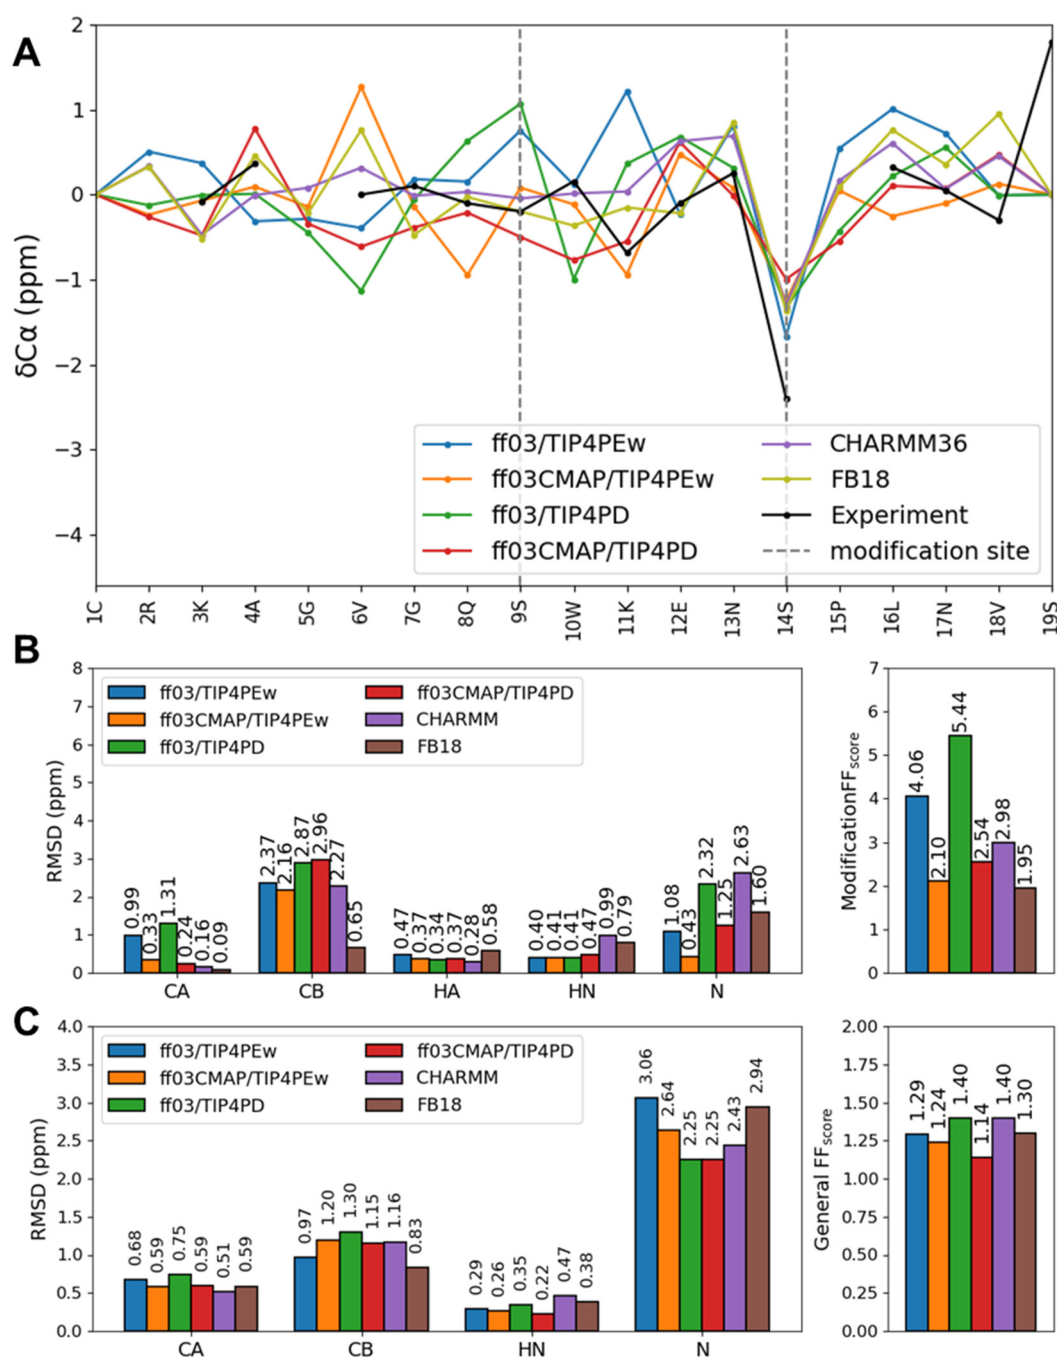 A
2
1
0
−1
−2
−3
−4
δCα (ppm)
ff03/TIP4PEw
ff03CMAP/TIP4PEw
ff03/TIP4PD
ff03CMAP/TIP4PD
CHARMM36
FB18
Experiment
modification site
1C 2R 3K 4A 5G 6V 7G 8Q 9S 10W 11K 12E 13N 14S 15P 16L 17N 18V 19S
B
8
7
6
5
4
3
2
1
0
RMSD (ppm)
ff03/TIP4PEw
ff03CMAP/TIP4PEw
ff03/TIP4PD
ff03CMAP/TIP4PD
CHARMM
FB18
0.99 0.33 1.31 0.24 0.16 0.09
2.37 2.16 2.87 2.96 2.27 0.65
0.47 0.37 0.34 0.37 0.28 0.58
0.40 0.41 0.41 0.47 0.99 0.79
1.08 0.43 2.32 1.25 2.63 1.60
CA CB HA HN N
7
6
5
4
3
2
1
0
ModificationFFscore
4.06 2.10 5.44 2.54 2.98 1.95
C
4.0
3.5
3.0
2.5
2.0
1.5
1.0
0.5
0.0
RMSD (ppm)
ff03/TIP4PEw
ff03CMAP/TIP4PEw
ff03/TIP4PD
ff03CMAP/TIP4PD
CHARMM
FB18
0.68 0.59 0.75 0.59 0.51 0.59
0.97 1.20 1.30 1.15 1.16 0.83
0.29 0.26 0.35 0.22 0.47 0.38
3.06 2.64 2.25 2.25 2.43 2.94
CA CB HN N
2.00
1.75
1.50
1.25
1.00
0.75
0.50
0.25
0.00
General FFscore
1.29 1.24 1.40 1.14 1.40 1.30